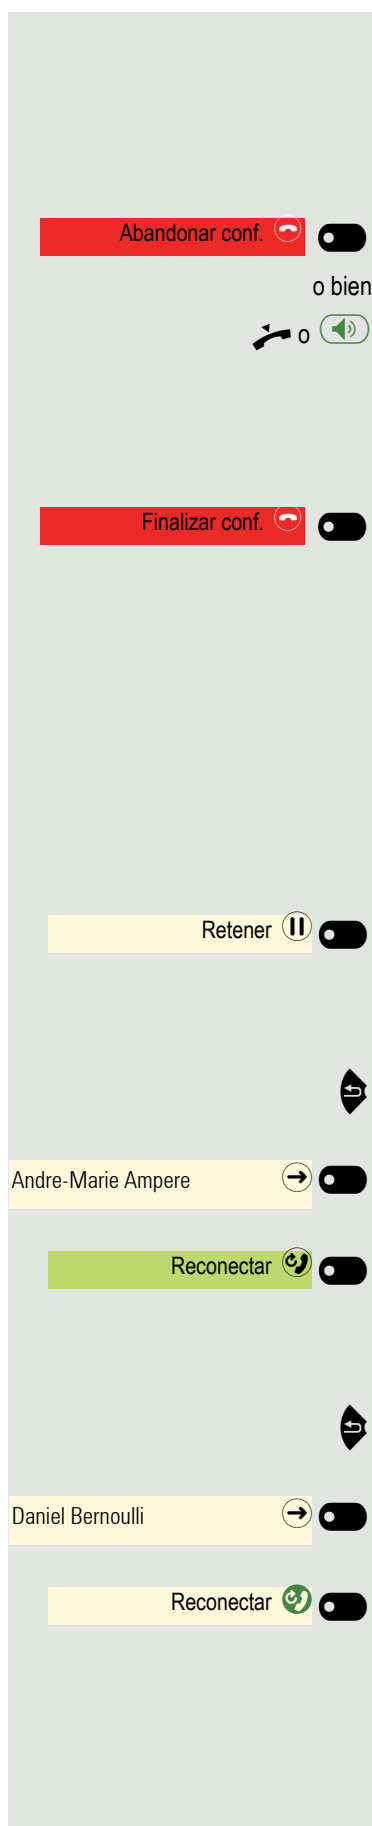 Abandonar conf.
o bien
o
Finalizar conf.
Retener
Andre-Marie Ampere
Reconectar
Daniel Bernoulli
Reconectar